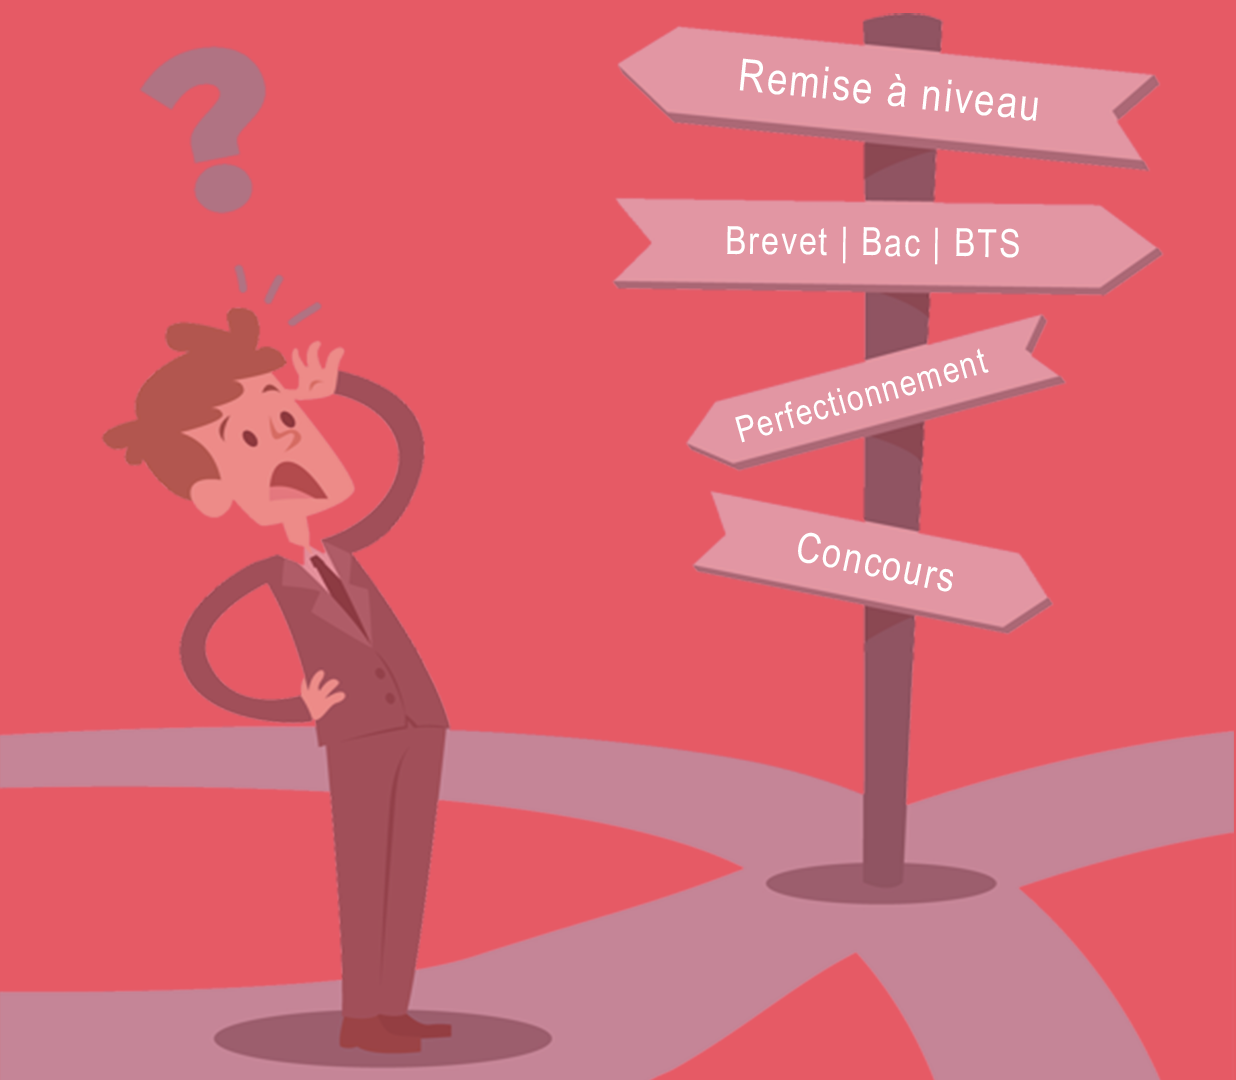 ?
Remise à niveau
Brevet | Bac | BTS
Perfectionnement
Concours